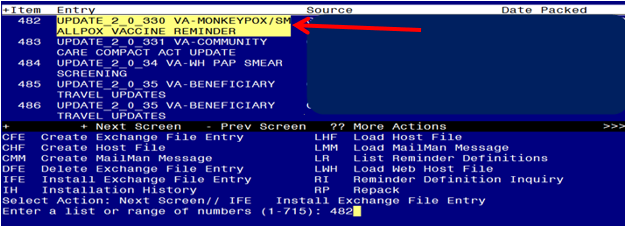 +Item Entry Source Date Packed
482 UPDATE_2_0_330 VA-MONKEYPOX/SM
ALLPOX VACCINE REMINDER
483 UPDATE_2_0_331 VA-COMMUNITY
CARE COMPACT ACT UPDATE
484 UPDATE_2_0_34 VA-WH PAP SMEAR
SCREENING
485 UPDATE_2_0_35 VA-BENEFICIARY
TRAVEL UPDATES
486 UPDATE_2_0_35 VA-BENEFICIARY
TRAVEL UPDATES
+ + Next Screen - Prev Screen ?? More Actions >>>
CFE Create Exchange File Entry LHF Load Host File
CHF Create Host File LMM Load MailMan Message
CMM Create MailMan Message LR List Reminder Definitions
DFE Delete Exchange File Entry LWH Load Web Host File
IFE Install Exchange File Entry RI Reminder Definition Inquiry
IH Installation History RP Repack
Select Action: Next Screen// IFE Install Exchange File Entry
Enter a list or range of numbers (1-715): 482